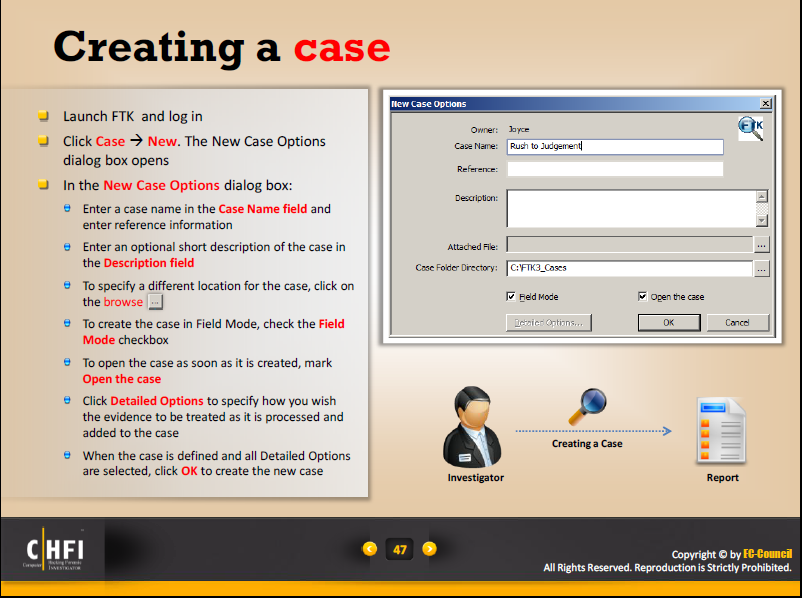 Creating a case
Launch FTK and log in
Click Case → New. The New Case Options
dialog box opens
In the New Case Options dialog box:
Enter a case name in the Case Name field and
enter reference information
Enter an optional short description of the case in
the Description field
To specify a different location for the case, click on
the browse ...
To create the case in Field Mode, check the Field
Mode checkbox
To open the case as soon as it is created, mark
Open the case
Click Detailed Options to specify how you wish
the evidence to be treated as it is processed and
added to the case
When the case is defined and all Detailed Options
are selected, click OK to create the new case
New Case Options
Owner: Joyce
Case Name: Rush to Judgement
Reference:
Description:
Attached File: ...
Case Folder Directory: C:\FTK3_Cases ...
Field Mode Open the case
Detailed Options... OK Cancel
FTK
Creating a Case
Investigator Report
CHFI
Computer Hacking Forensic
INVESTIGATOR
47
Copyright © by EC-Council
All Rights Reserved. Reproduction is Strictly Prohibited.